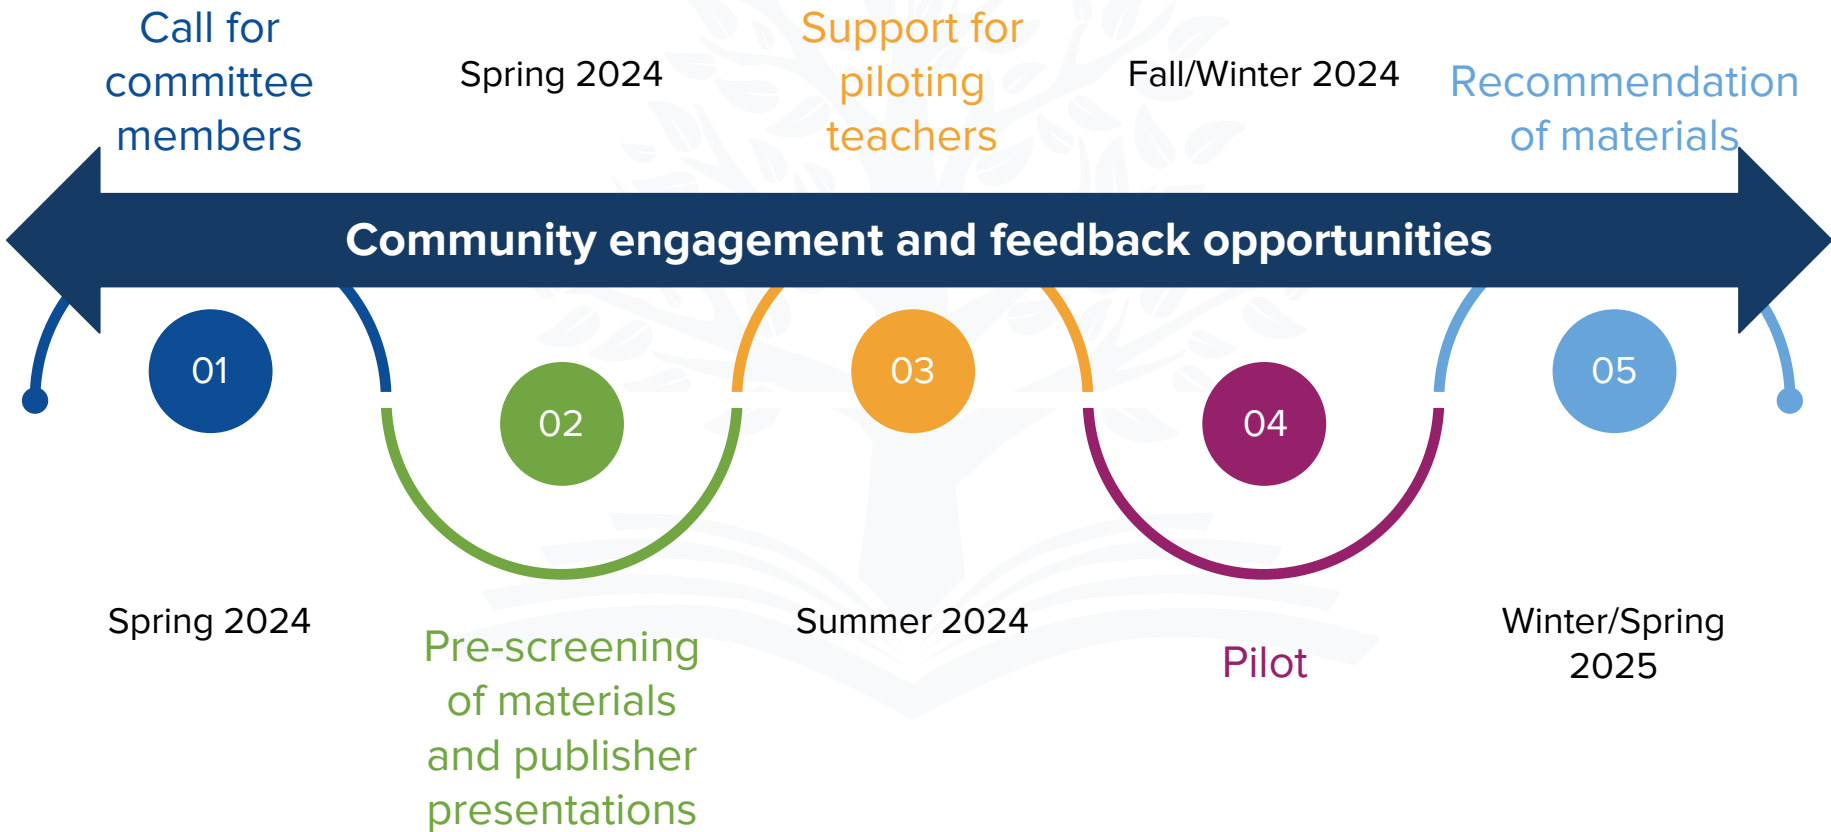 Call for
committee
members
Spring 2024
Support for
piloting
teachers
Fall/Winter 2024
Recommendation
of materials
Community engagement and feedback opportunities
01
02
03
04
05
Spring 2024
Pre-screening
of materials
and publisher
presentations
Summer 2024
Pilot
Winter/Spring
2025